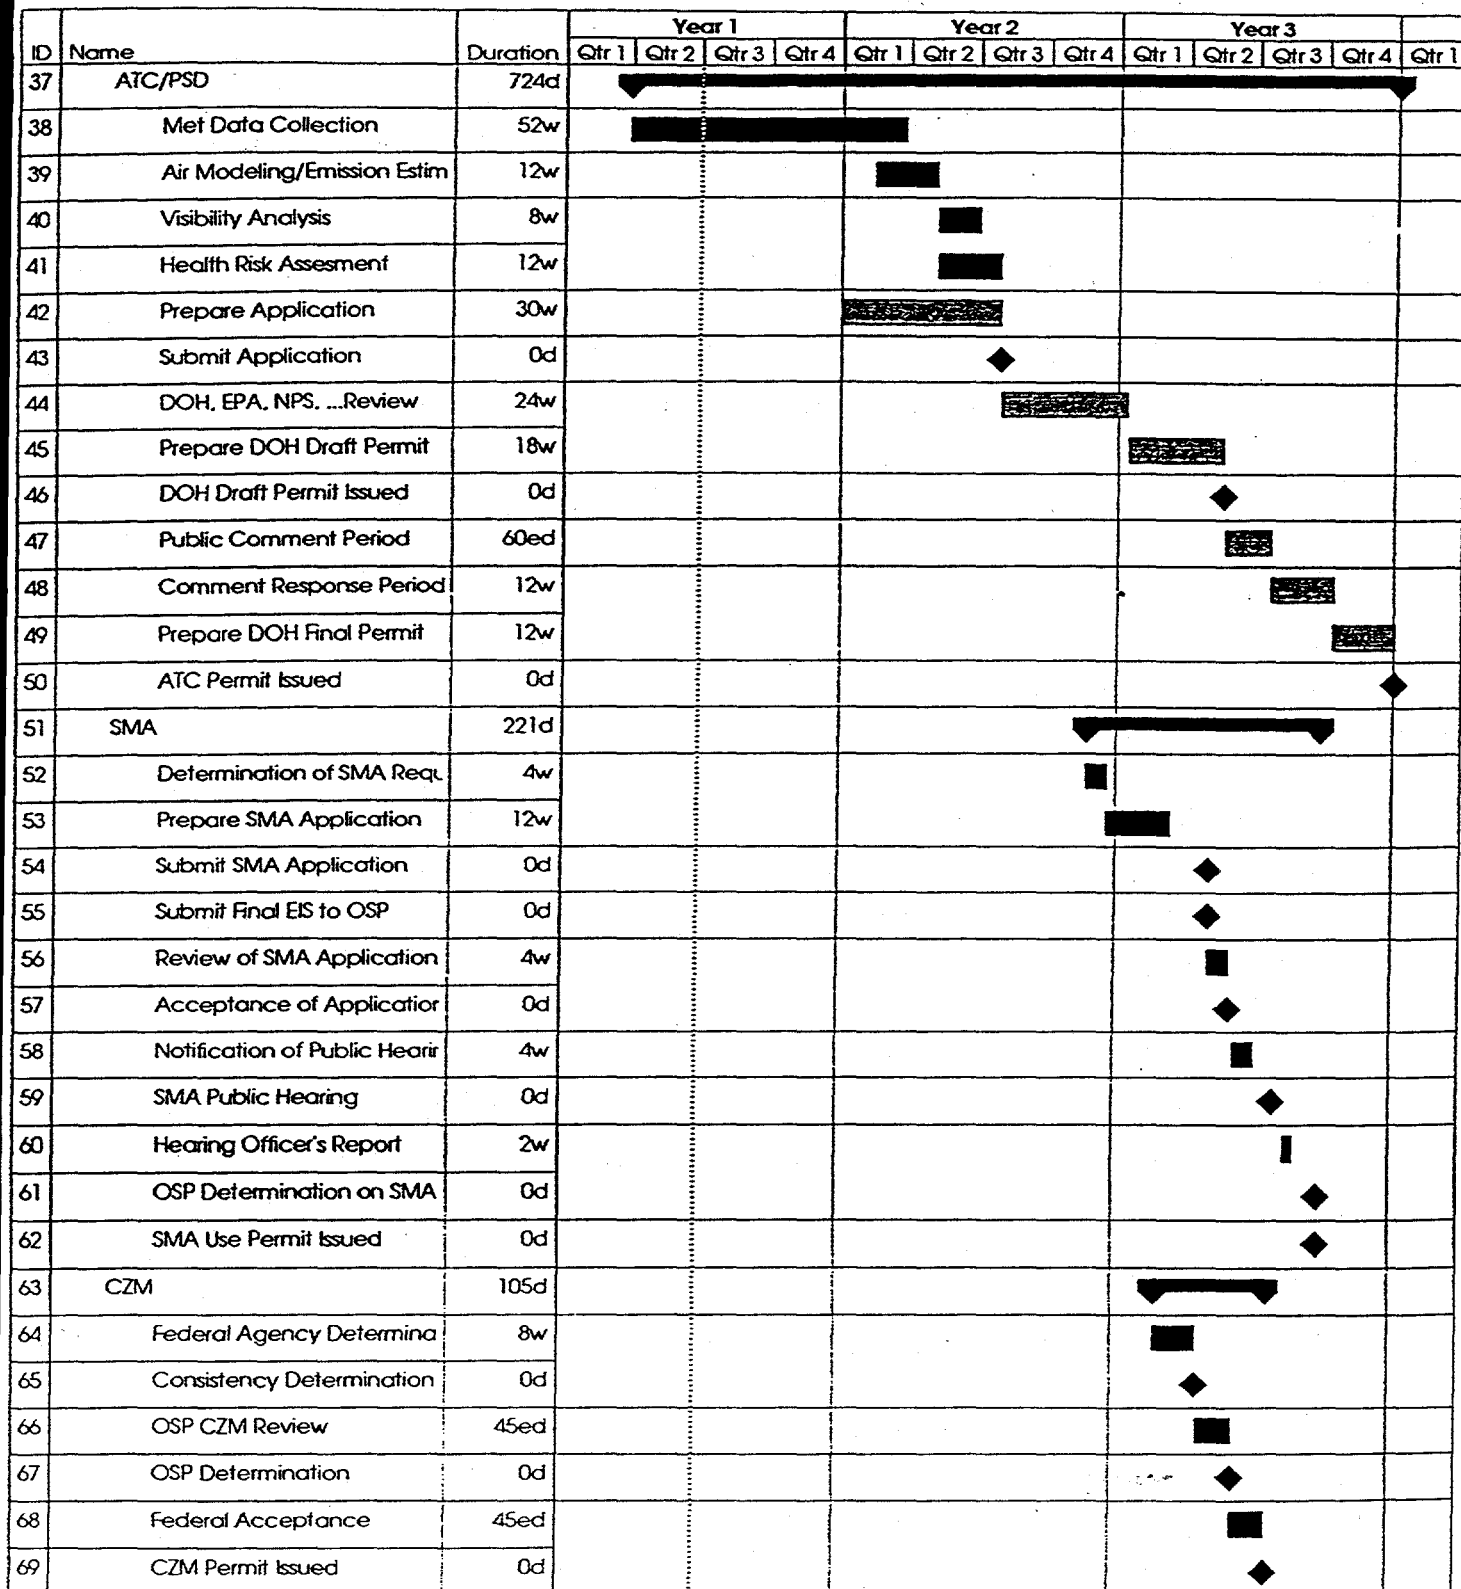 Year 1 Year 2 Year 3
ID Name Duration Qtr 1 Qtr 2 Qtr 3 Qtr 4 Qtr 1 Qtr 2 Qtr 3 Qtr 4 Qtr 1 Qtr 2 Qtr 3 Qtr 4 Qtr 1
37 ATC/PSD 724d
38 Met Data Collection 52w
39 Air Modeling/Emission Estim 12w
40 Visibility Analysis 8w
41 Health Risk Assesment 12w
42 Prepare Application 30w
43 Submit Application 0d
44 DOH, EPA, NPS, ...Review 24w
45 Prepare DOH Draft Permit 18w
46 DOH Draft Permit Issued 0d
47 Public Comment Period 60ed
48 Comment Response Period 12w
49 Prepare DOH Final Permit 12w
50 ATC Permit Issued 0d
51 SMA 221d
52 Determination of SMA Requ 4w
53 Prepare SMA Application 12w
54 Submit SMA Application 0d
55 Submit Final EIS to OSP 0d
56 Review of SMA Application 4w
57 Acceptance of Application 0d
58 Notification of Public Hearin 4w
59 SMA Public Hearing 0d
60 Hearing Officer's Report 2w
61 OSP Determination on SMA 0d
62 SMA Use Permit Issued 0d
63 CZM 105d
64 Federal Agency Determina 8w
65 Consistency Determination 0d
66 OSP CZM Review 45ed
67 OSP Determination 0d
68 Federal Acceptance 45ed
69 CZM Permit Issued 0d